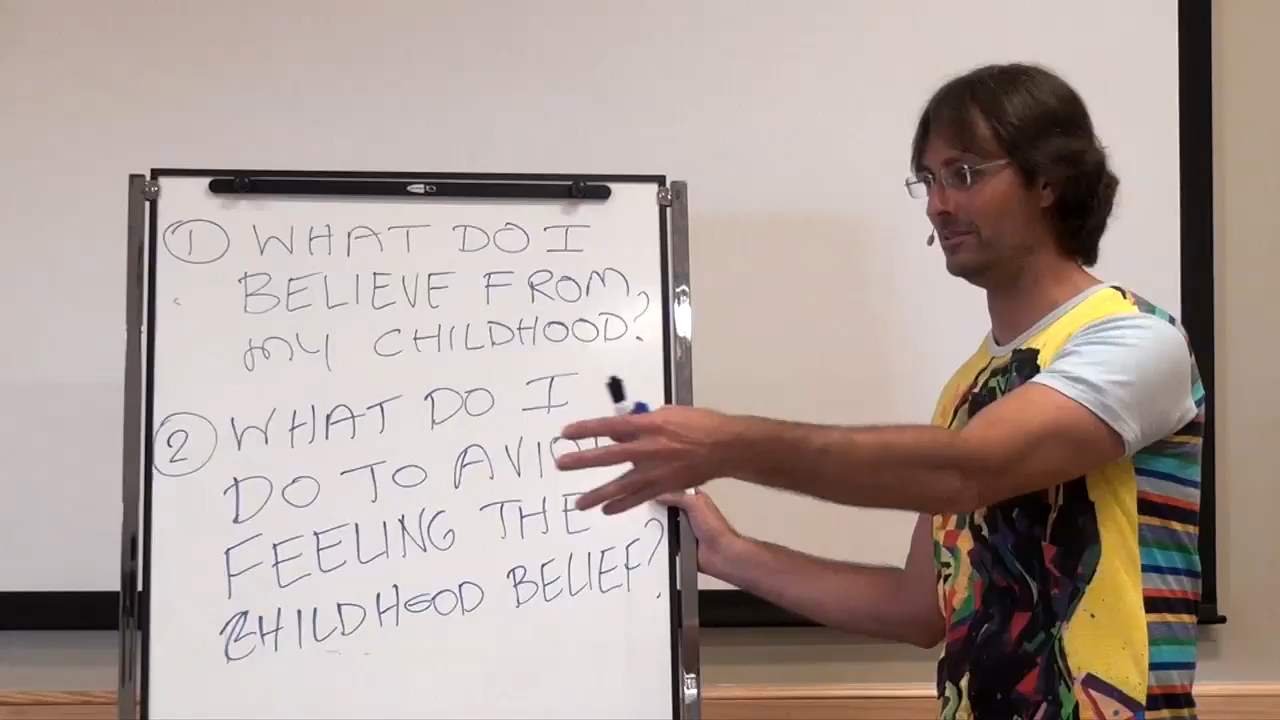 ① WHAT DO I
BELIEVE FROM
MY CHILDHOOD?
② WHAT DO I
DO TO
FEELING THE
CHILDHOOD BELIEF?